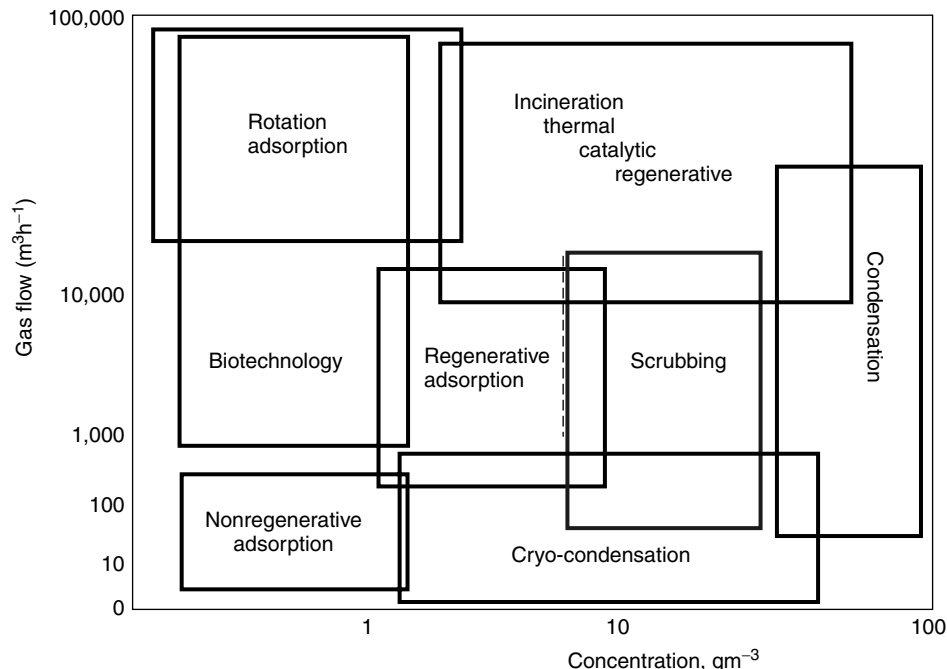 100,000
Rotation
adsorption
Incineration
thermal
catalytic
regenerative
Gas flow (m³h⁻¹)
10,000
Condensation
Biotechnology
Regenerative
adsorption
Scrubbing
1,000
100
Nonregenerative
adsorption
Cryo-condensation
10
0
1
10
100
Concentration, gm⁻³